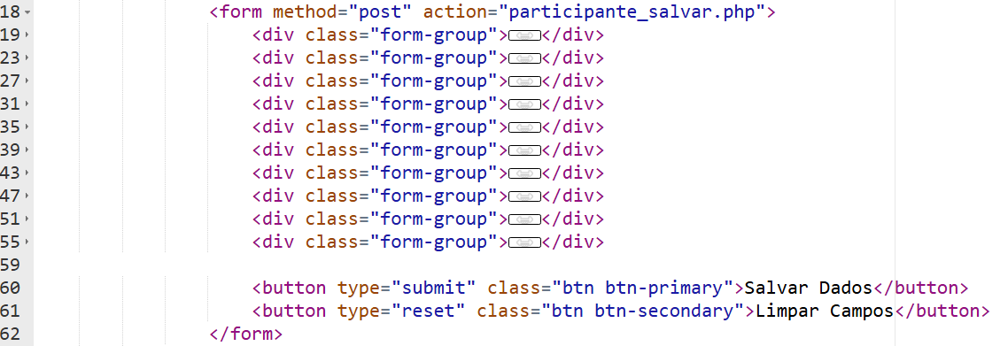 18 <form method="post" action="participante_salvar.php">
19 <div class="form-group"></div>
23 <div class="form-group"></div>
27 <div class="form-group"></div>
31 <div class="form-group"></div>
35 <div class="form-group"></div>
39 <div class="form-group"></div>
43 <div class="form-group"></div>
47 <div class="form-group"></div>
51 <div class="form-group"></div>
55 <div class="form-group"></div>
59
60 <button type="submit" class="btn btn-primary">Salvar Dados</button>
61 <button type="reset" class="btn btn-secondary">Limpar Campos</button>
62 </form>